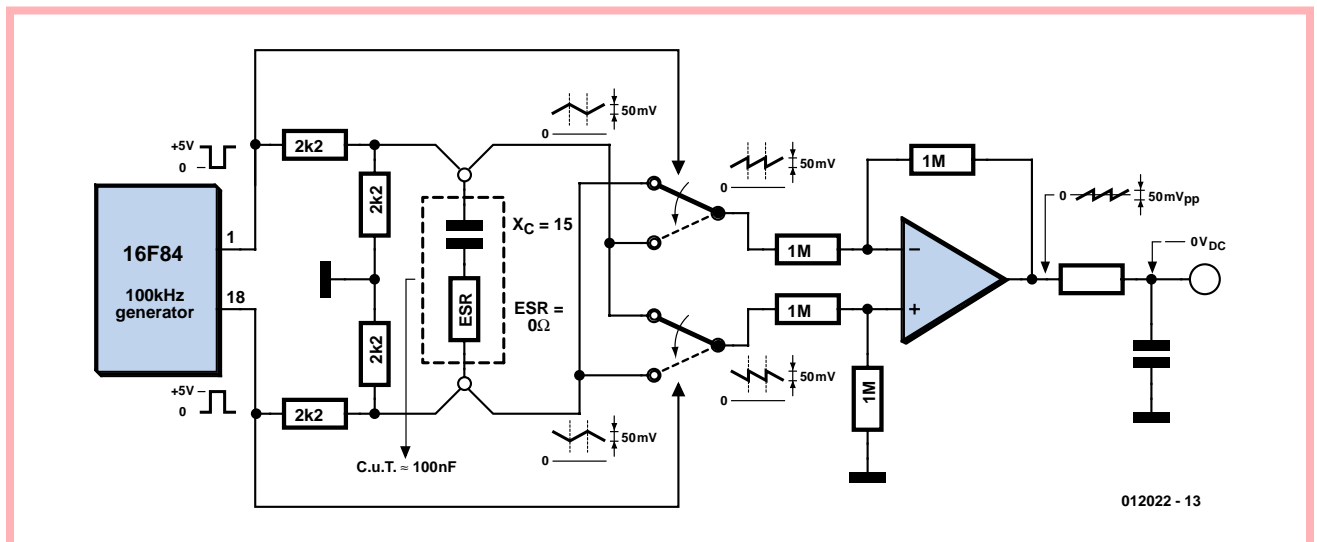 +5V
0
2k2
2k2
16F84
100kHz
generator
1
18
+5V
0
2k2
2k2
C.u.T. ≈ 100nF
X_C = 15
ESR
ESR =
0Ω
0
50mV
0
50mV
0
50mV
0
50mV
1M
1M
1M
1M
−
+
0
50mVpp
0V_DC
012022 - 13